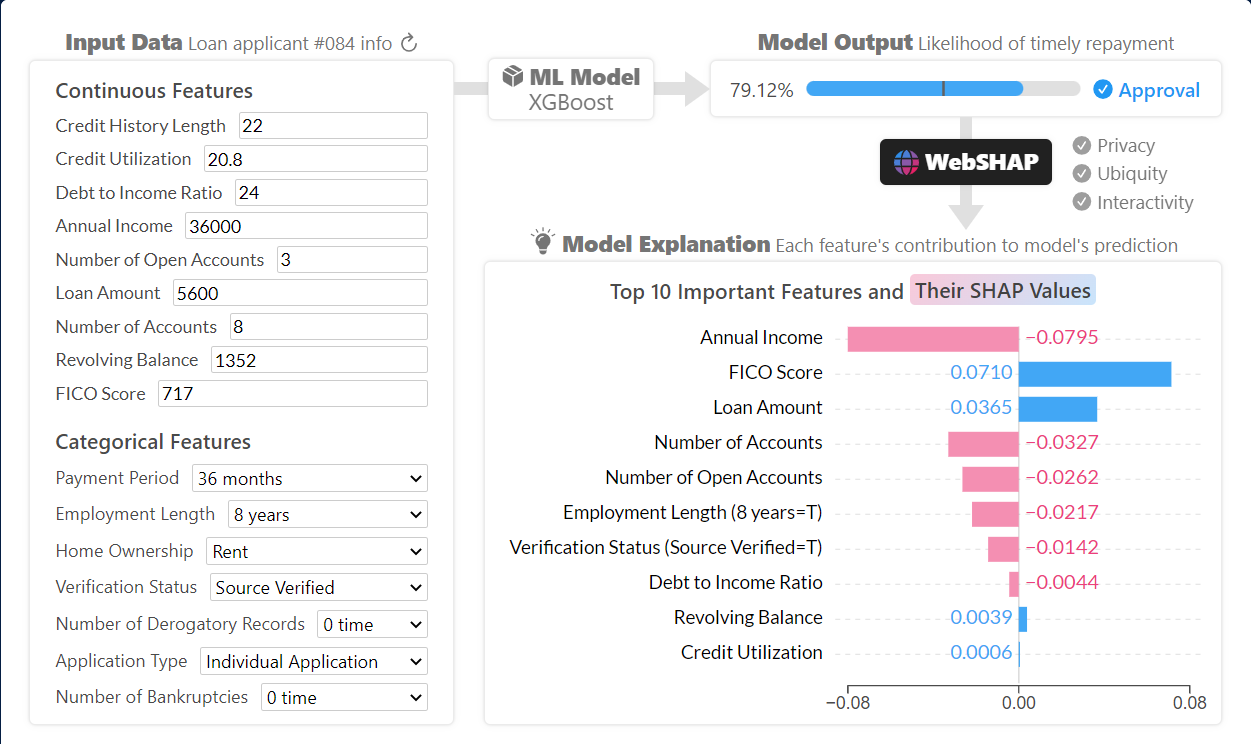 Input Data Loan applicant #084 info
Continuous Features
Credit History Length 22
Credit Utilization 20.8
Debt to Income Ratio 24
Annual Income 36000
Number of Open Accounts 3
Loan Amount 5600
Number of Accounts 8
Revolving Balance 1352
FICO Score 717
Categorical Features
Payment Period 36 months
Employment Length 8 years
Home Ownership Rent
Verification Status Source Verified
Number of Derogatory Records 0 time
Application Type Individual Application
Number of Bankruptcies 0 time
ML Model
XGBoost
Model Output Likelihood of timely repayment
79.12% Approval
WebSHAP
Privacy
Ubiquity
Interactivity
Model Explanation Each feature's contribution to model's prediction
Top 10 Important Features and Their SHAP Values
Annual Income −0.0795
FICO Score 0.0710
Loan Amount 0.0365
Number of Accounts −0.0327
Number of Open Accounts −0.0262
Employment Length (8 years=T) −0.0217
Verification Status (Source Verified=T) −0.0142
Debt to Income Ratio −0.0044
Revolving Balance 0.0039
Credit Utilization 0.0006
−0.08 0.00 0.08